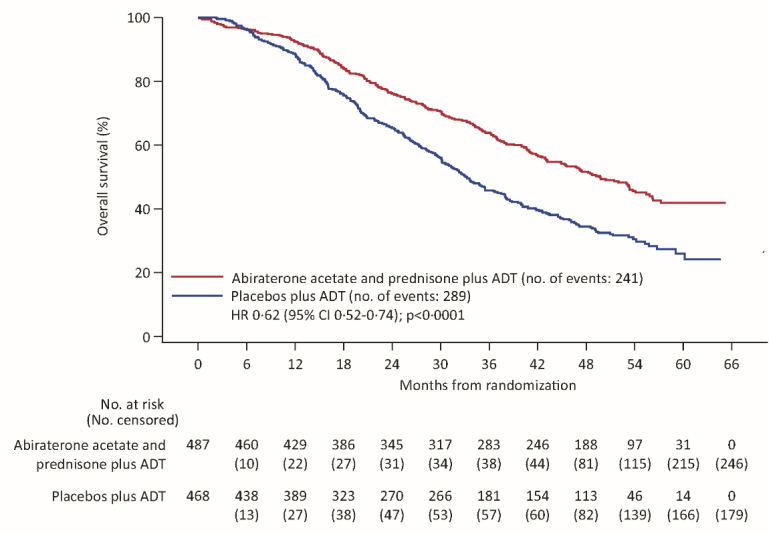 100
80
60
40
20
0
Overall survival (%)
Abiraterone acetate and prednisone plus ADT (no. of events: 241)
Placebos plus ADT (no. of events: 289)
HR 0·62 (95% CI 0·52-0·74); p<0·0001
0 6 12 18 24 30 36 42 48 54 60 66
Months from randomization
No. at risk
(No. censored)
Abiraterone acetate and 487 460 429 386 345 317 283 246 188 97 31 0
prednisone plus ADT (10) (22) (27) (31) (34) (38) (44) (81) (115) (215) (246)
Placebos plus ADT 468 438 389 323 270 266 181 154 113 46 14 0
(13) (27) (38) (47) (53) (57) (60) (82) (139) (166) (179)